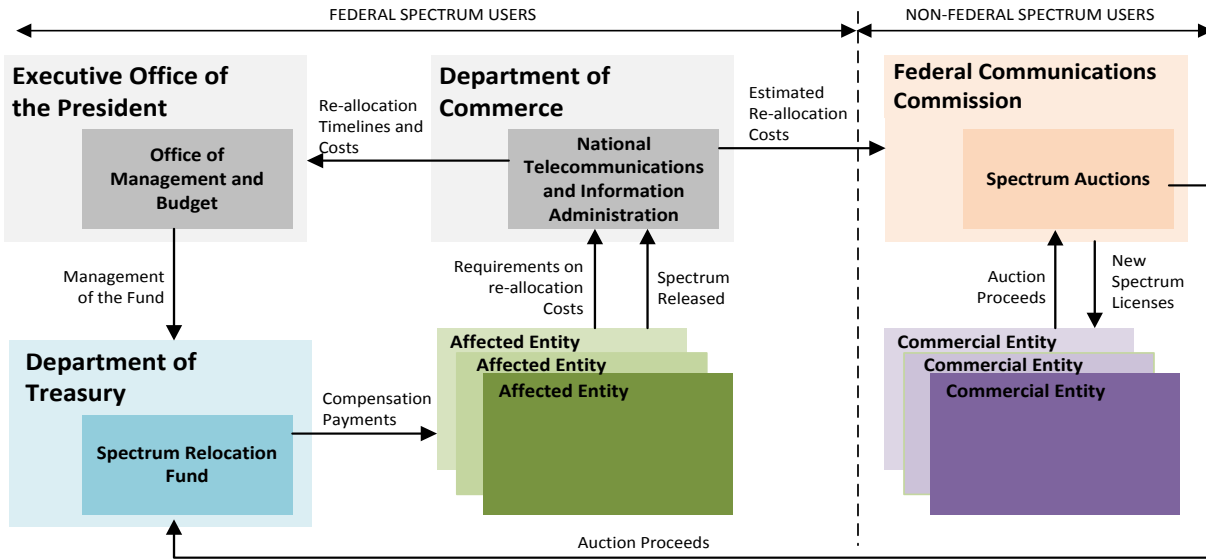 FEDERAL SPECTRUM USERS
NON-FEDERAL SPECTRUM USERS
Executive Office of
the President
Office of
Management and
Budget
Re-allocation
Timelines and
Costs
Department of
Commerce
National
Telecommunications
and Information
Administration
Estimated
Re-allocation
Costs
Federal Communications
Commission
Spectrum Auctions
Management
of the Fund
Requirements on
re-allocation
Costs
Spectrum
Released
Auction
Proceeds
New
Spectrum
Licenses
Department of
Treasury
Spectrum Relocation
Fund
Compensation
Payments
Affected Entity
Affected Entity
Affected Entity
Commercial Entity
Commercial Entity
Commercial Entity
Auction Proceeds